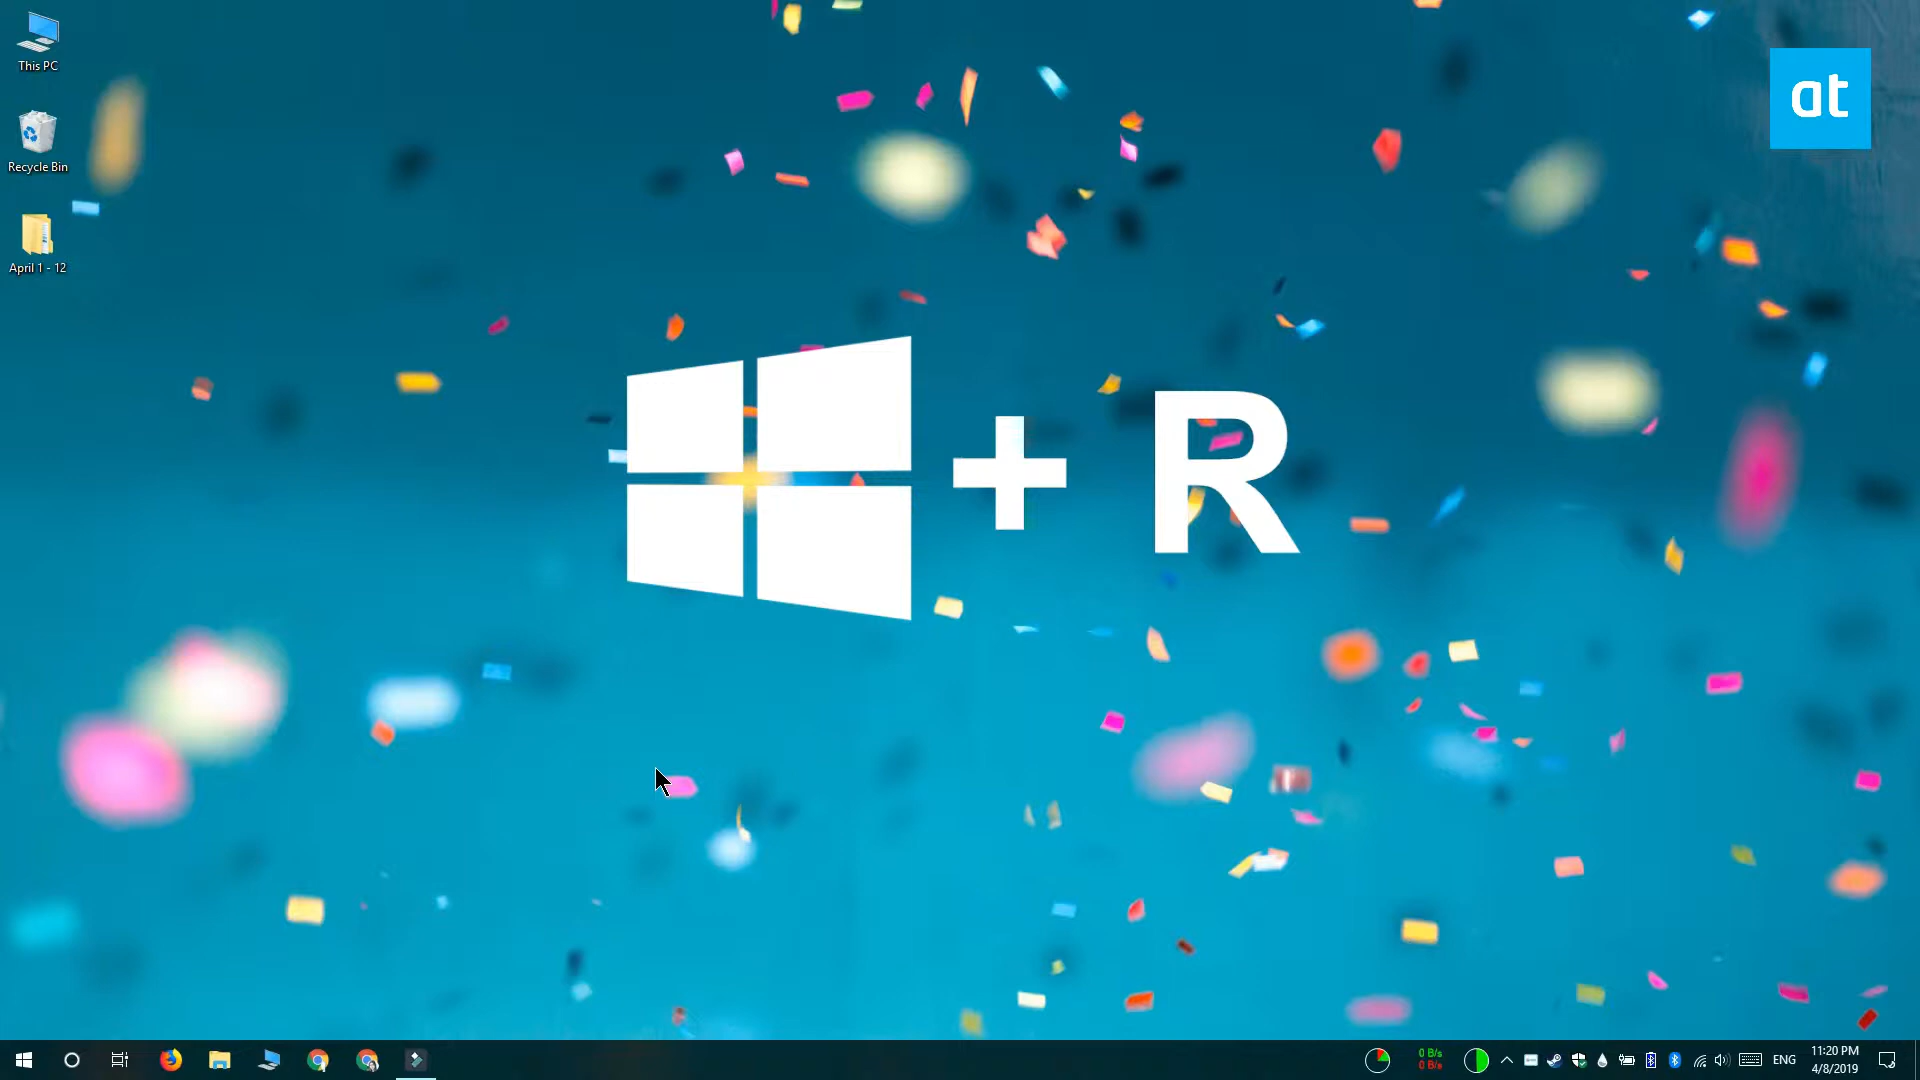 This PC
at
Recycle Bin
April 1 - 12
+ R
0 B/s
0 B/s
ENG
11:20 PM
4/8/2019